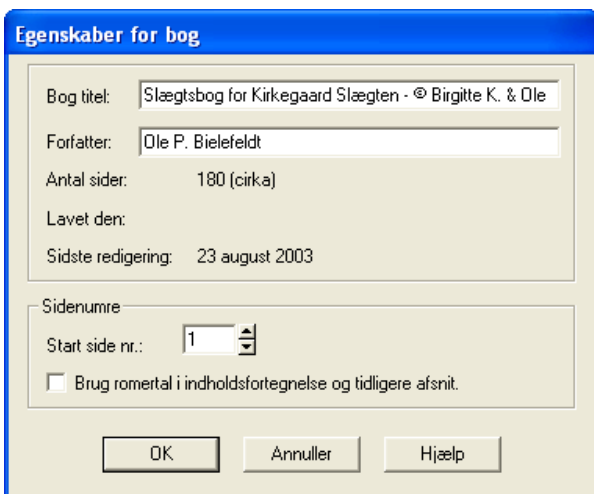 Egenskaber for bog
Bog titel: Slægtsbog for Kirkegaard Slægten - © Birgitte K. & Ole
Forfatter: Ole P. Bielefeldt
Antal sider: 180 (cirka)
Lavet den:
Sidste redigering: 23 august 2003
Sidenumre
Start side nr.: 1
Brug romertal i indholdsfortegnelse og tidligere afsnit.
OK Annuller Hjælp